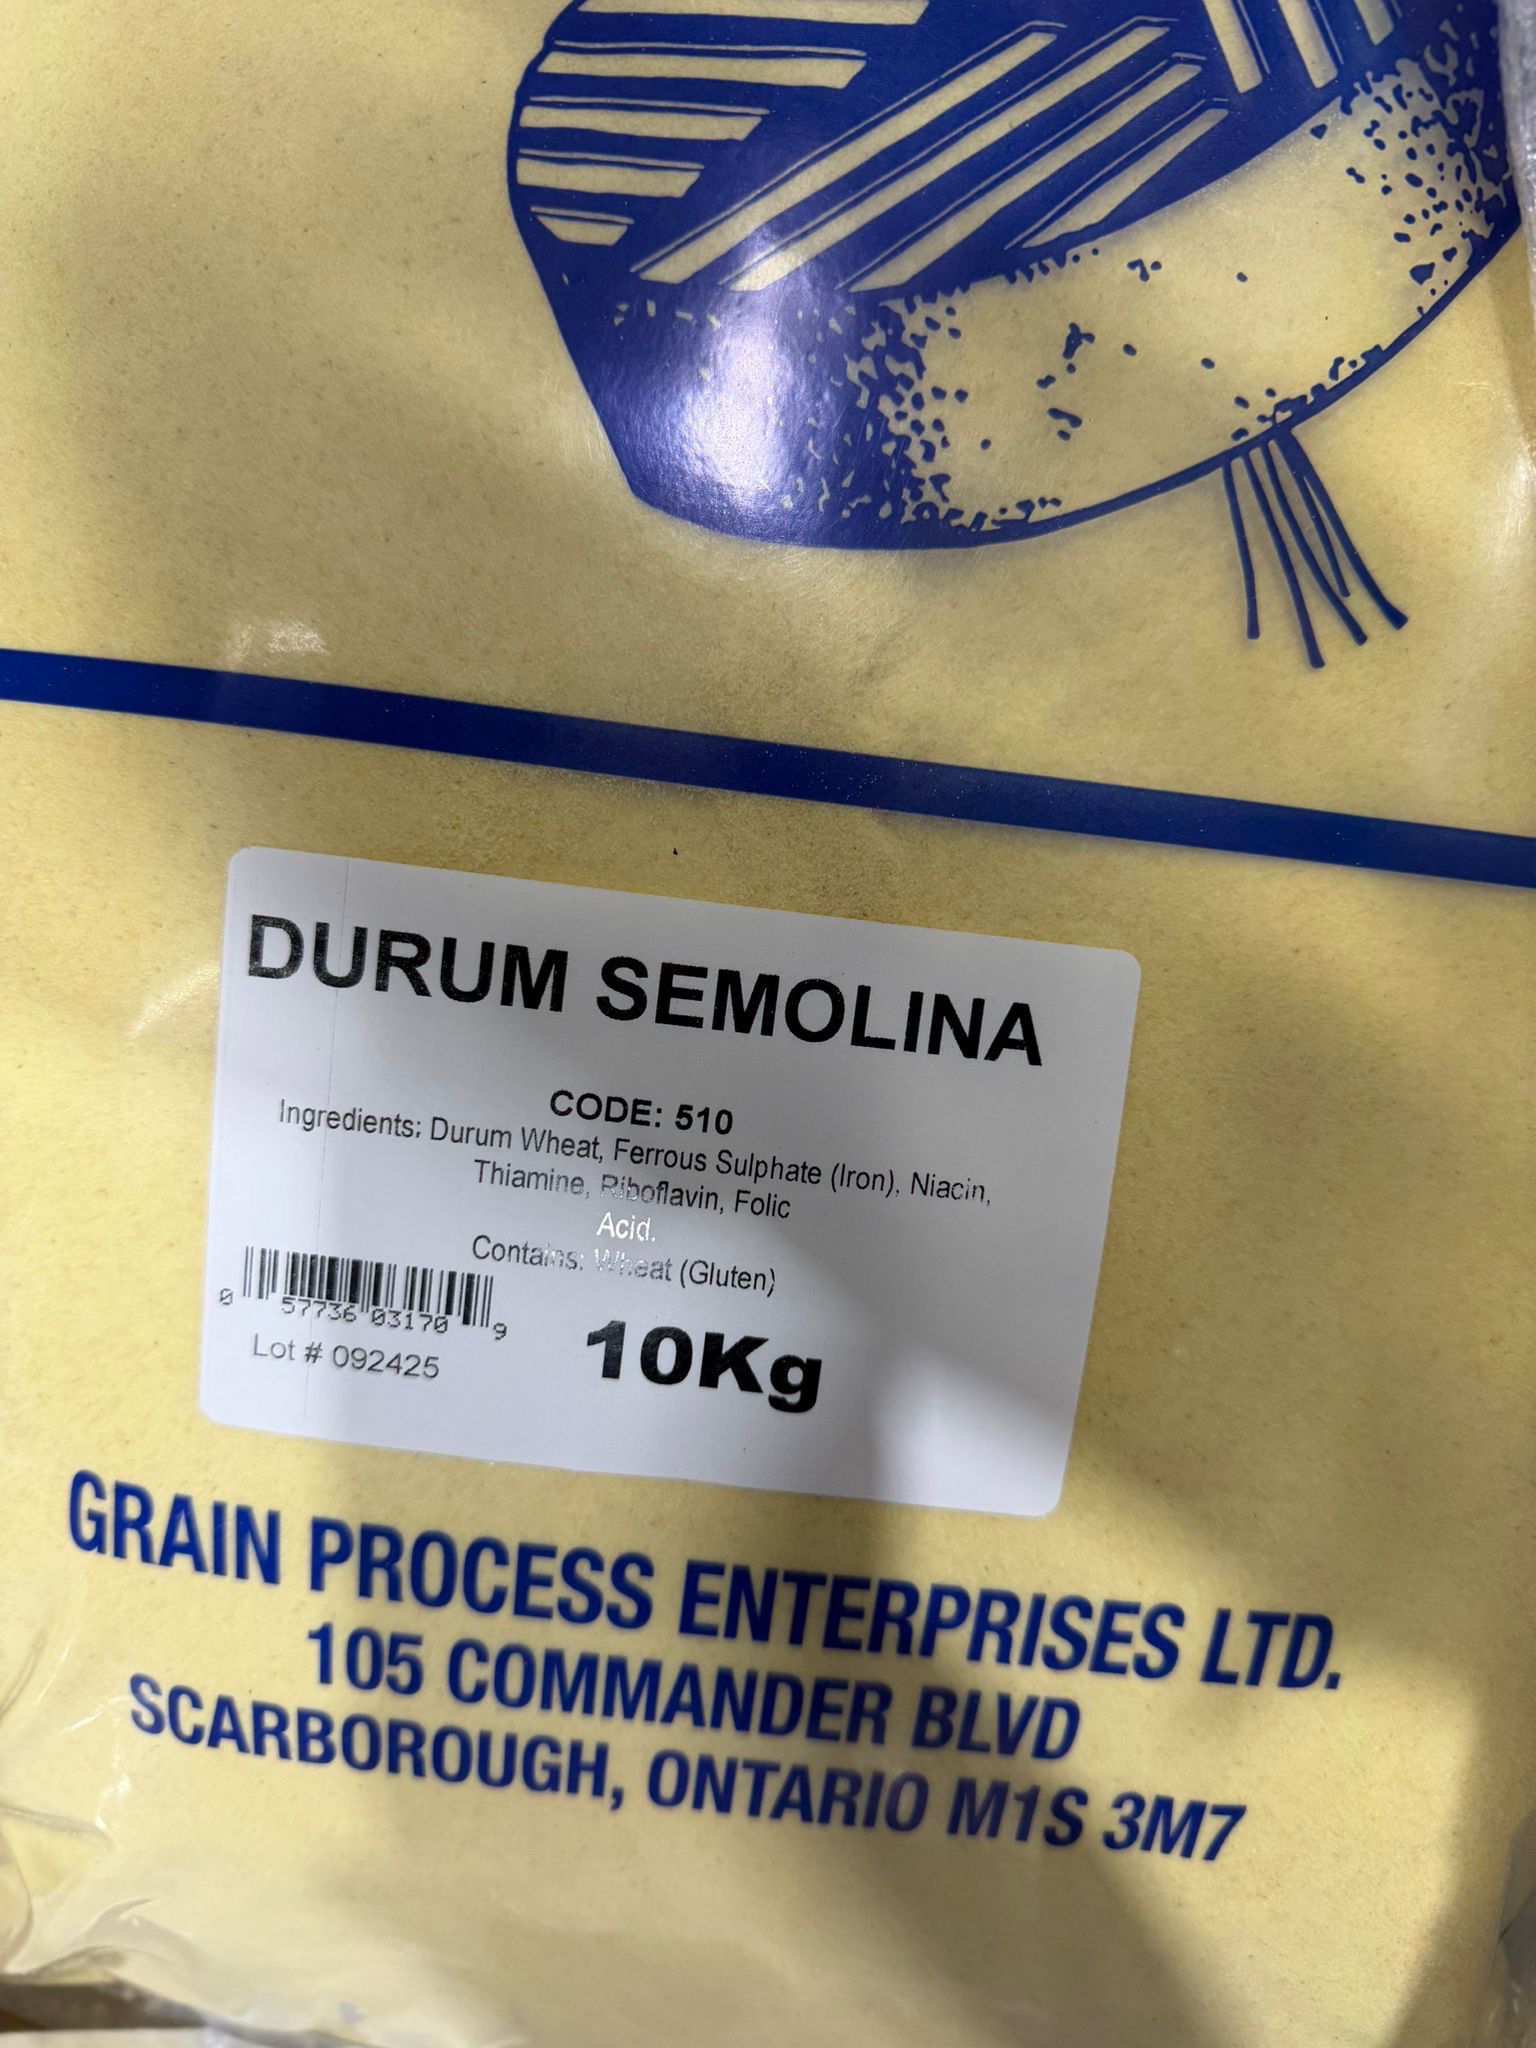 DURUM SEMOLINA
CODE: 510
Ingredients: Durum Wheat, Ferrous Sulphate (Iron), Niacin,
Thiamine, Riboflavin, Folic
Acid.
Contains: Wheat (Gluten)
0 57736 03170 9
Lot # 092425
10Kg
GRAIN PROCESS ENTERPRISES LTD.
105 COMMANDER BLVD
SCARBOROUGH, ONTARIO M1S 3M7